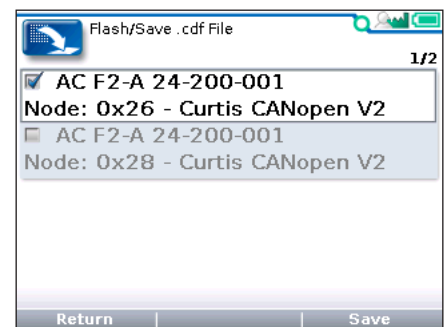 Flash/Save .cdf File
1/2
AC F2-A 24-200-001
Node: 0x26 - Curtis CANopen V2
AC F2-A 24-200-001
Node: 0x28 - Curtis CANopen V2
Return
Save